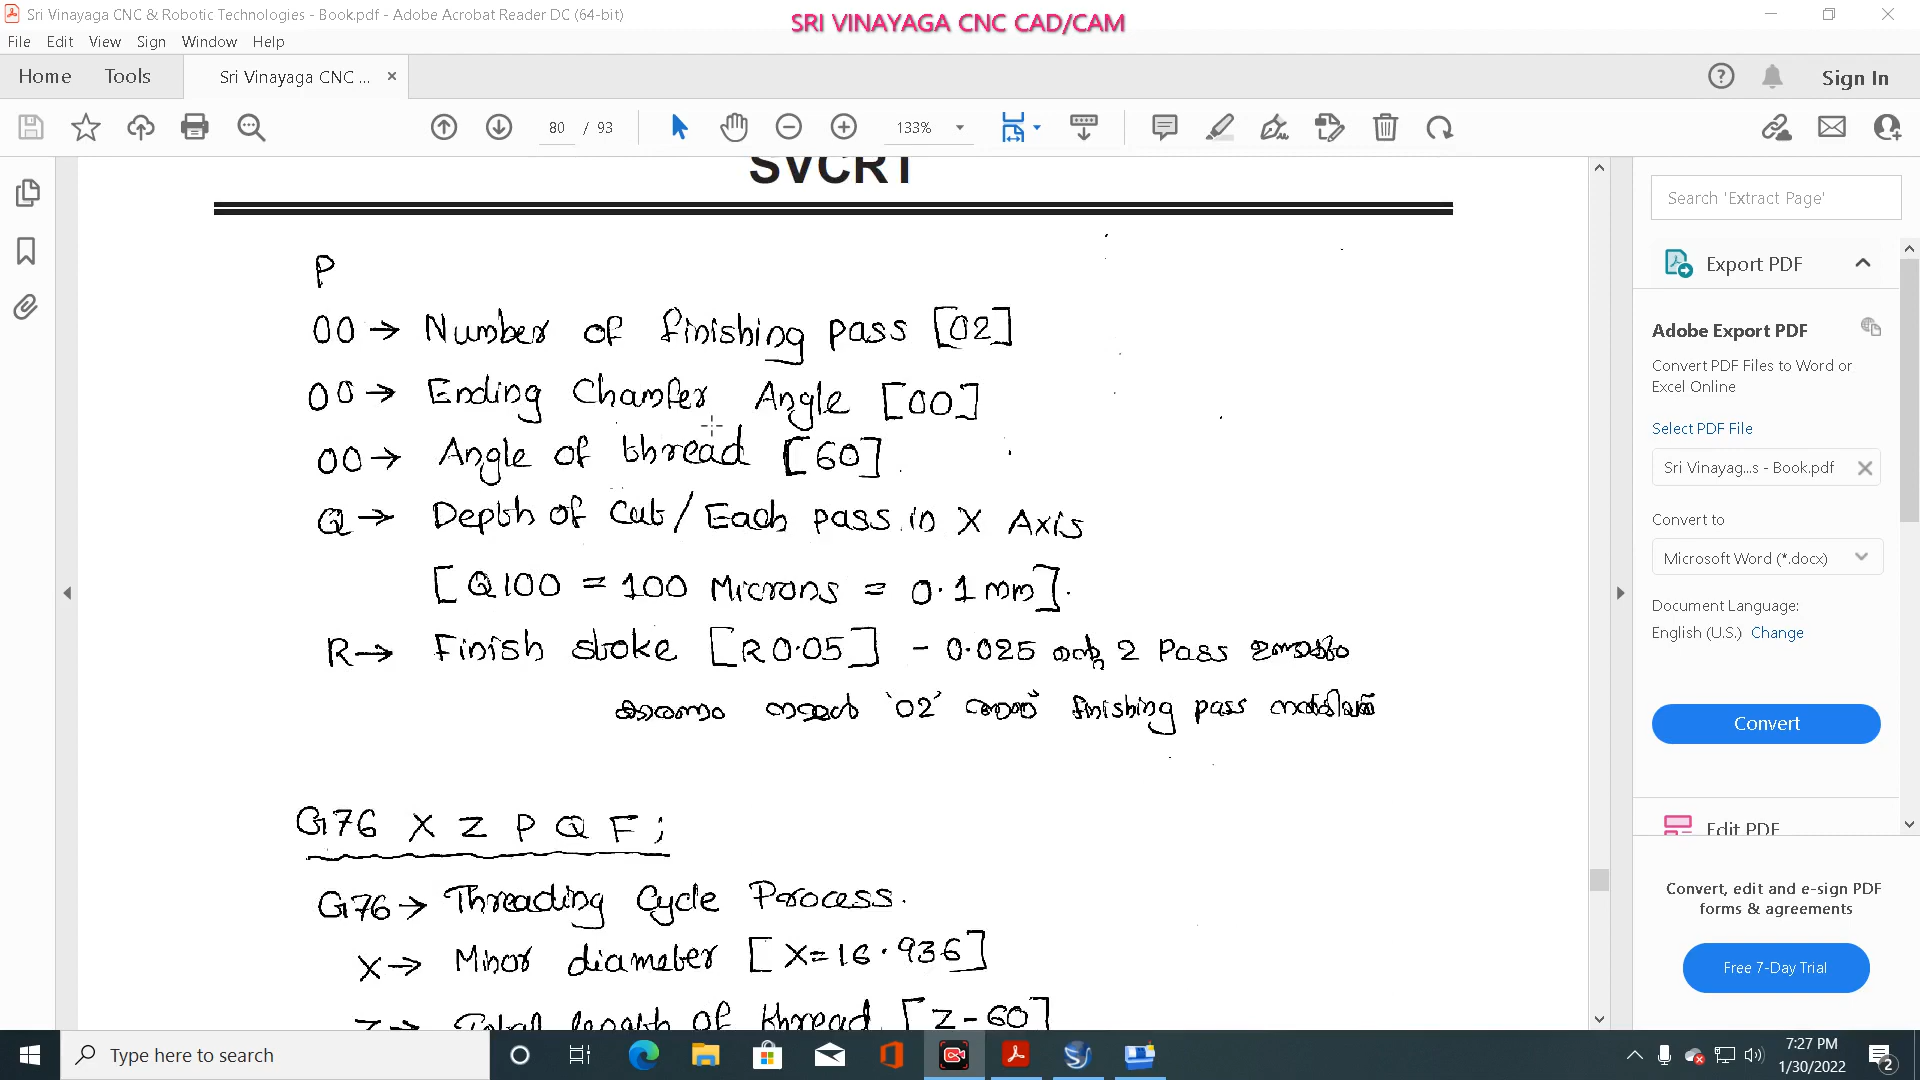 Sri Vinayaga CNC & Robotic Technologies - Book.pdf - Adobe Acrobat Reader DC (64-bit)
SRI VINAYAGA CNC CAD/CAM
File Edit View Sign Window Help
Home Tools Sri Vinayaga CNC ... × Sign In
80 / 93 133%
SVCRT
P
00 → Number of finishing pass [02]
00 → Ending Chamfer Angle [00]
00 → Angle of thread [60]
Q → Depth of Cut/Each pass in X Axis
[Q100 = 100 Microns = 0.1mm].
R → Finish stoke [R0.05] - 0.025 2 Pass
'02' finishing pass
G76 X Z P Q F ;
G76 → Threading Cycle Process.
X → Minor diameter [X=16.936]
Z → Total length of thread [Z-60]
Search 'Extract Page'
Export PDF
Adobe Export PDF
Convert PDF Files to Word or
Excel Online
Select PDF File
Sri Vinayag...s - Book.pdf
Convert to
Microsoft Word (*.docx)
Document Language:
English (U.S.) Change
Convert
Edit PDF
Convert, edit and e-sign PDF
forms & agreements
Free 7-Day Trial
Type here to search
7:27 PM
1/30/2022
2